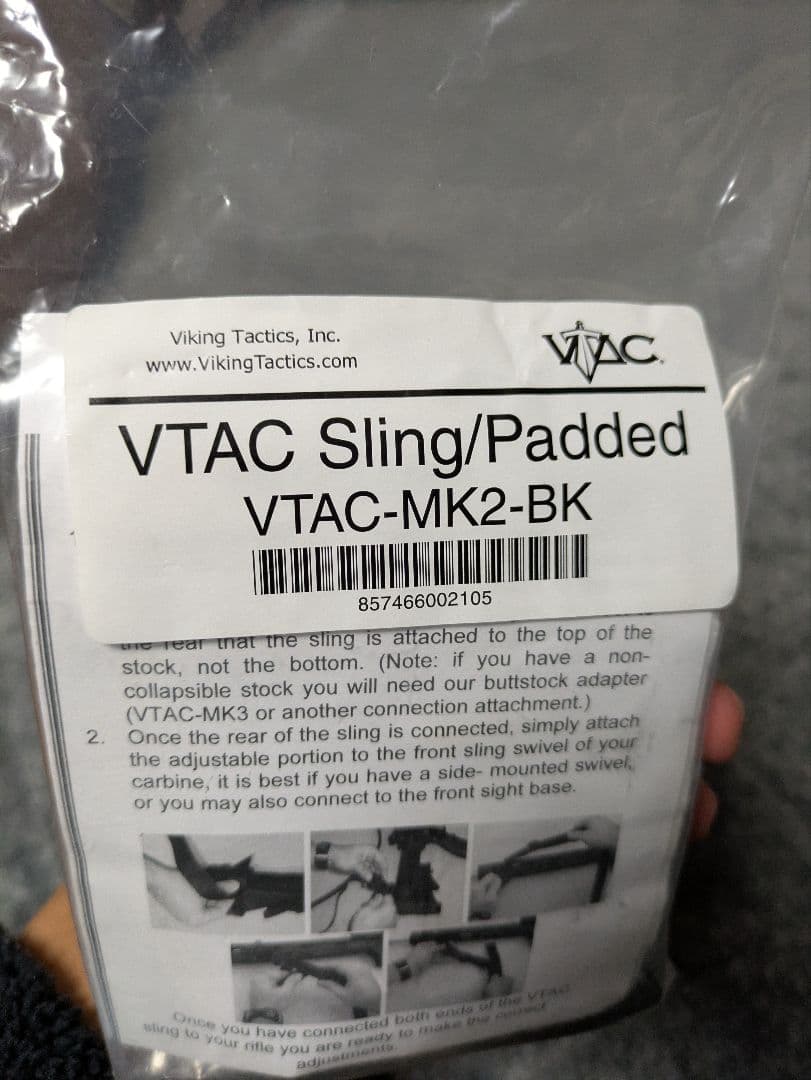 Viking Tactics, Inc.
www.VikingTactics.com
VTAC
VTAC Sling/Padded
VTAC-MK2-BK
857466002105
the rear that the sling is attached to the top of the
stock, not the bottom. (Note: if you have a non-
collapsible stock you will need our buttstock adapter
(VTAC-MK3 or another connection attachment.)
2. Once the rear of the sling is connected, simply attach
the adjustable portion to the front sling swivel of your
carbine, it is best if you have a side- mounted swivel,
or you may also connect to the front sight base.
Once you have connected both ends of the VTAC
sling to your rifle you are ready to make the correct
adjustments.